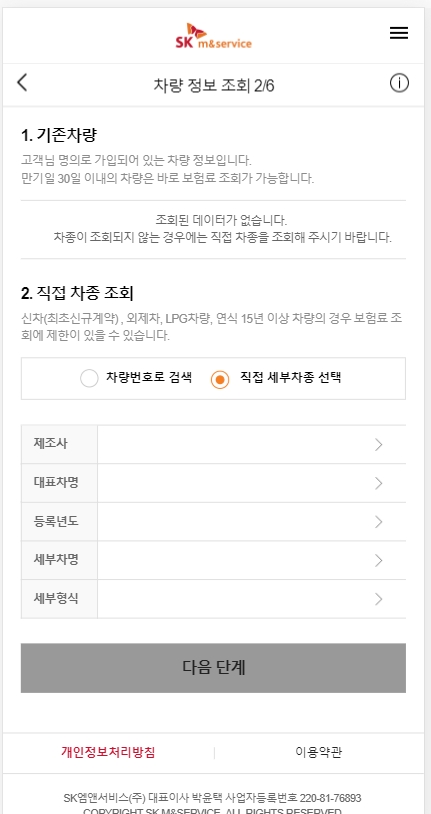 SK m&service
차량 정보 조회 2/6
1. 기존차량
고객님 명의로 가입되어 있는 차량 정보입니다.
만기일 30일 이내의 차량은 바로 보험료 조회가 가능합니다.
조회된 데이터가 없습니다.
차종이 조회되지 않는 경우에는 직접 차종을 조회해 주시기 바랍니다.
2. 직접 차종 조회
신차(최초신규계약) , 외제차, LPG차량, 연식 15년 이상 차량의 경우 보험료 조
회에 제한이 있을 수 있습니다.
차량번호로 검색 직접 세부차종 선택
제조사
대표차명
등록년도
세부차명
세부형식
다음 단계
개인정보처리방침 이용약관
SK엠앤서비스(주) 대표이사 박윤택 사업자등록번호 220-81-76893
COPYRIGHT SK M&SERVICE. ALL RIGHTS RESERVED